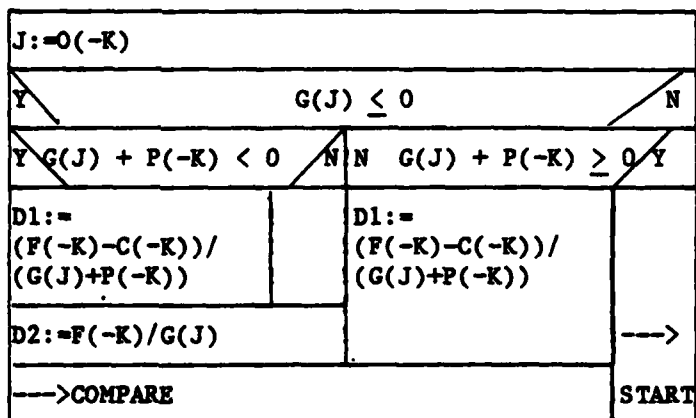 J:=O(-K)
Y G(J) ≤ 0 N
Y G(J) + P(-K) < 0 N N G(J) + P(-K) ≥ 0 Y
D1:= D1:=
(F(-K)-C(-K))/ (F(-K)-C(-K))/
(G(J)+P(-K)) (G(J)+P(-K))
D2:=F(-K)/G(J) --->
--->COMPARE START